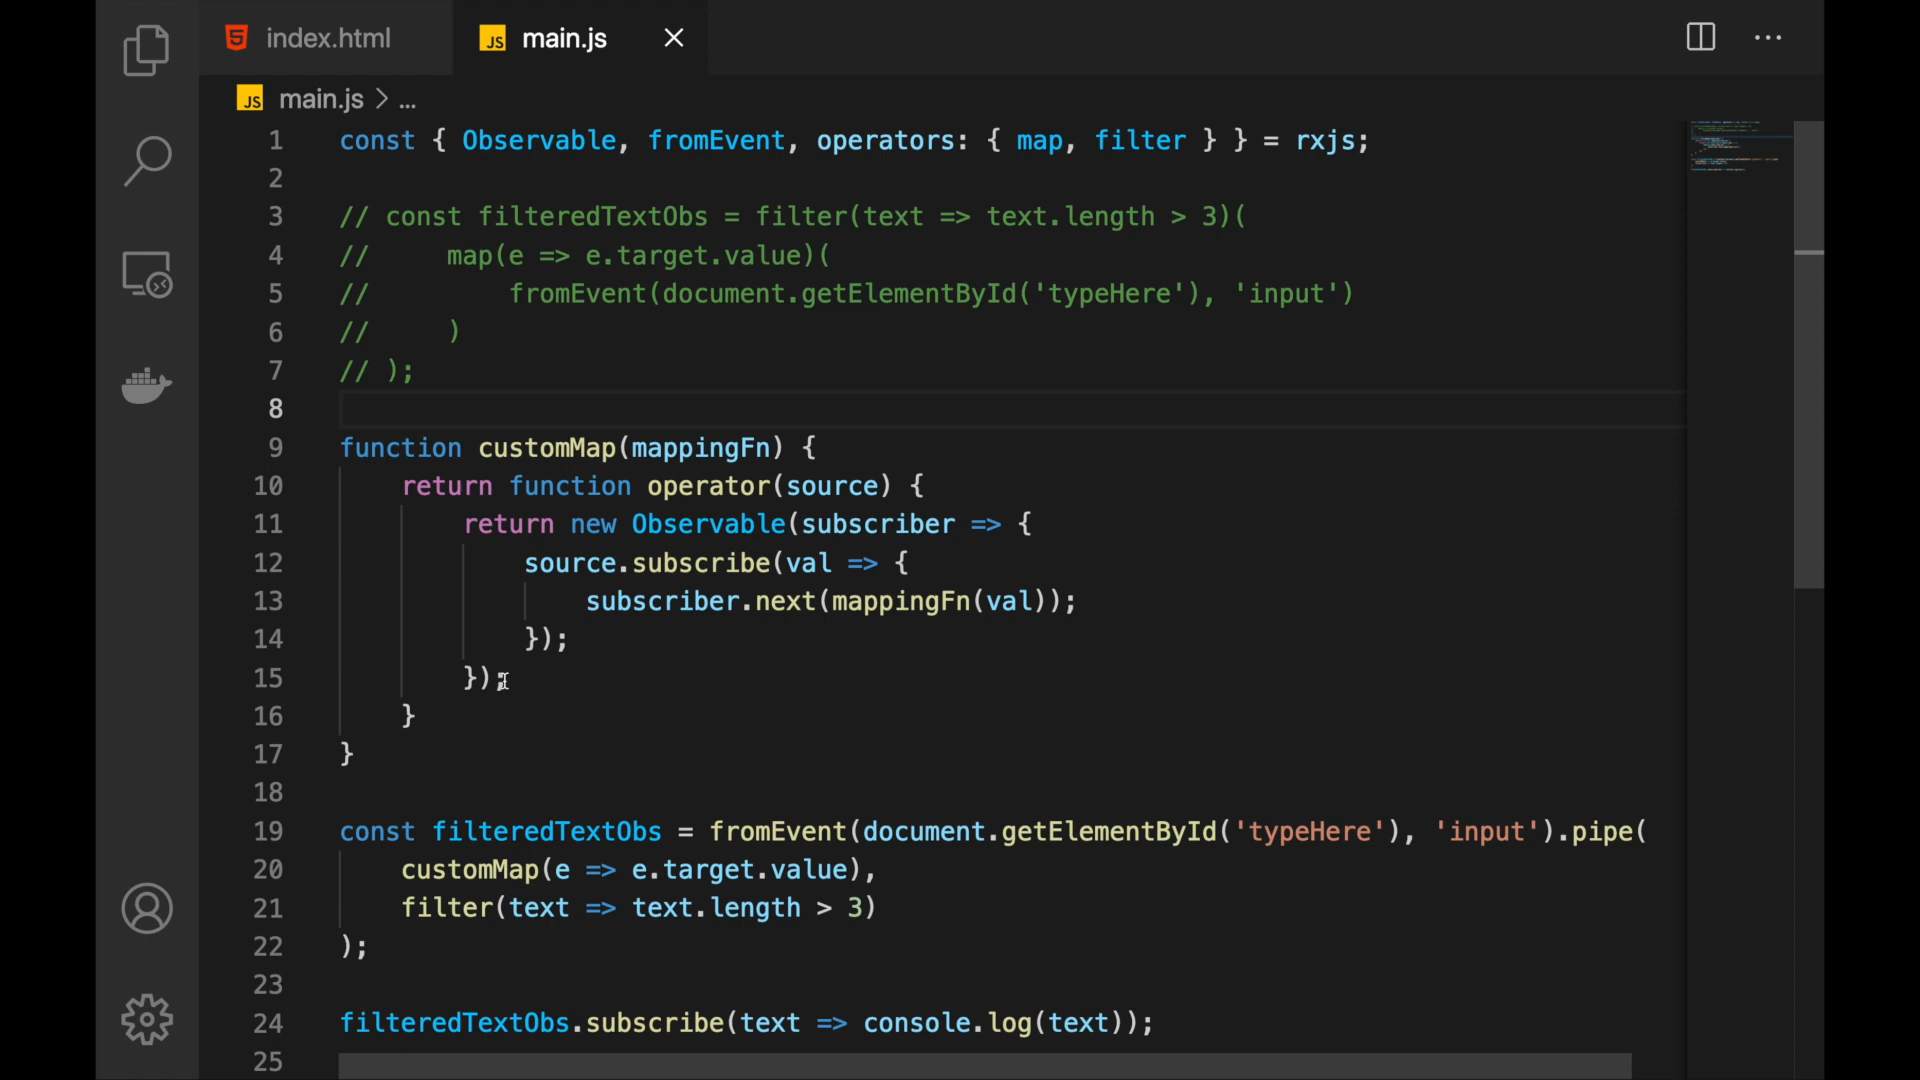 index.html
JS main.js
JS main.js > ...
1 const { Observable, fromEvent, operators: { map, filter } } = rxjs;
2
3 // const filteredTextObs = filter(text => text.length > 3)(
4 //     map(e => e.target.value)(
5 //         fromEvent(document.getElementById('typeHere'), 'input')
6 //     )
7 // );
8
9 function customMap(mappingFn) {
10     return function operator(source) {
11         return new Observable(subscriber => {
12             source.subscribe(val => {
13                 subscriber.next(mappingFn(val));
14             });
15         });
16     }
17 }
18
19 const filteredTextObs = fromEvent(document.getElementById('typeHere'), 'input').pipe(
20     customMap(e => e.target.value),
21     filter(text => text.length > 3)
22 );
23
24 filteredTextObs.subscribe(text => console.log(text));
25